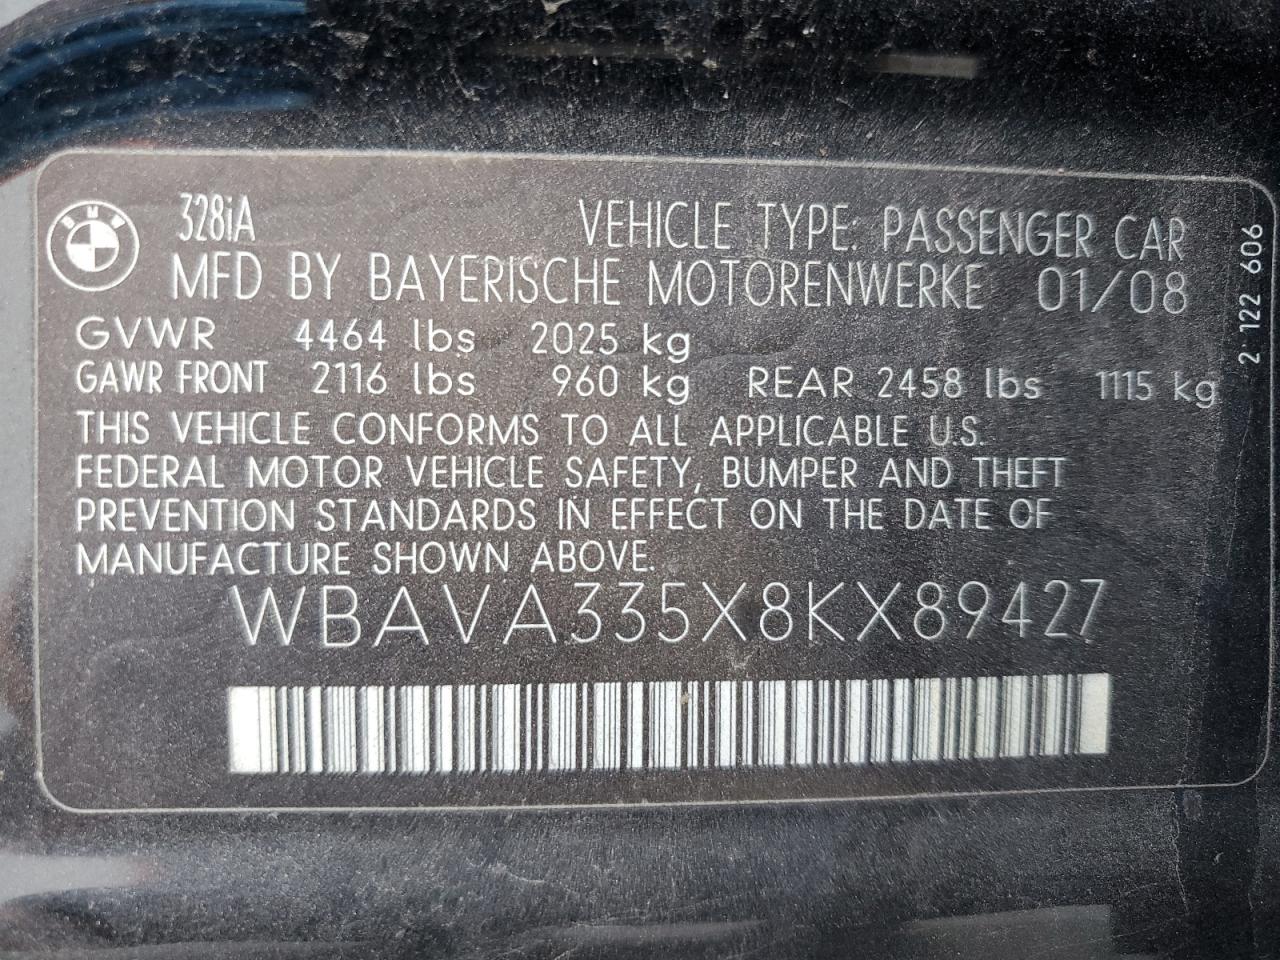 BMW
328iA VEHICLE TYPE: PASSENGER CAR
MFD BY BAYERISCHE MOTORENWERKE 01/08
GVWR 4464 lbs 2025 kg
GAWR FRONT 2116 lbs 960 kg REAR 2458 lbs 1115 kg
THIS VEHICLE CONFORMS TO ALL APPLICABLE U.S.
FEDERAL MOTOR VEHICLE SAFETY, BUMPER AND THEFT
PREVENTION STANDARDS IN EFFECT ON THE DATE OF
MANUFACTURE SHOWN ABOVE.
WBAVA335X8KX89427
2 122 606